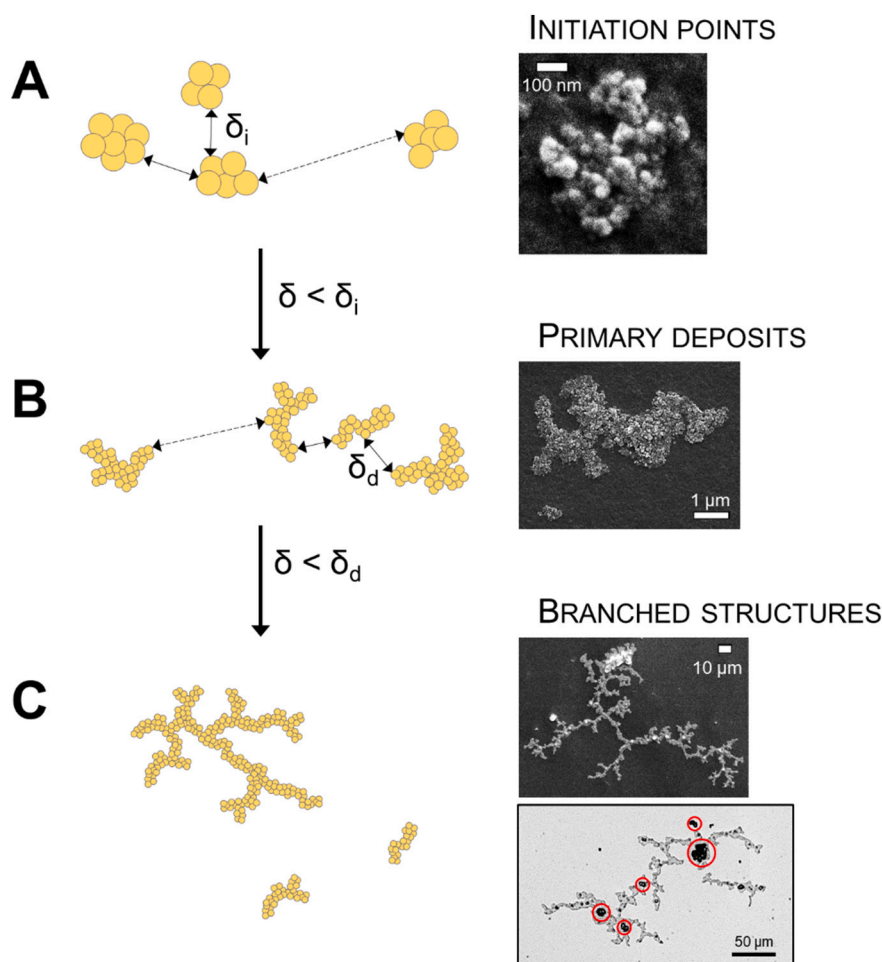 INITIATION POINTS
A
100 nm
δi
δ < δi
PRIMARY DEPOSITS
B
δd
1 µm
δ < δd
BRANCHED STRUCTURES
C
10 µm
50 µm